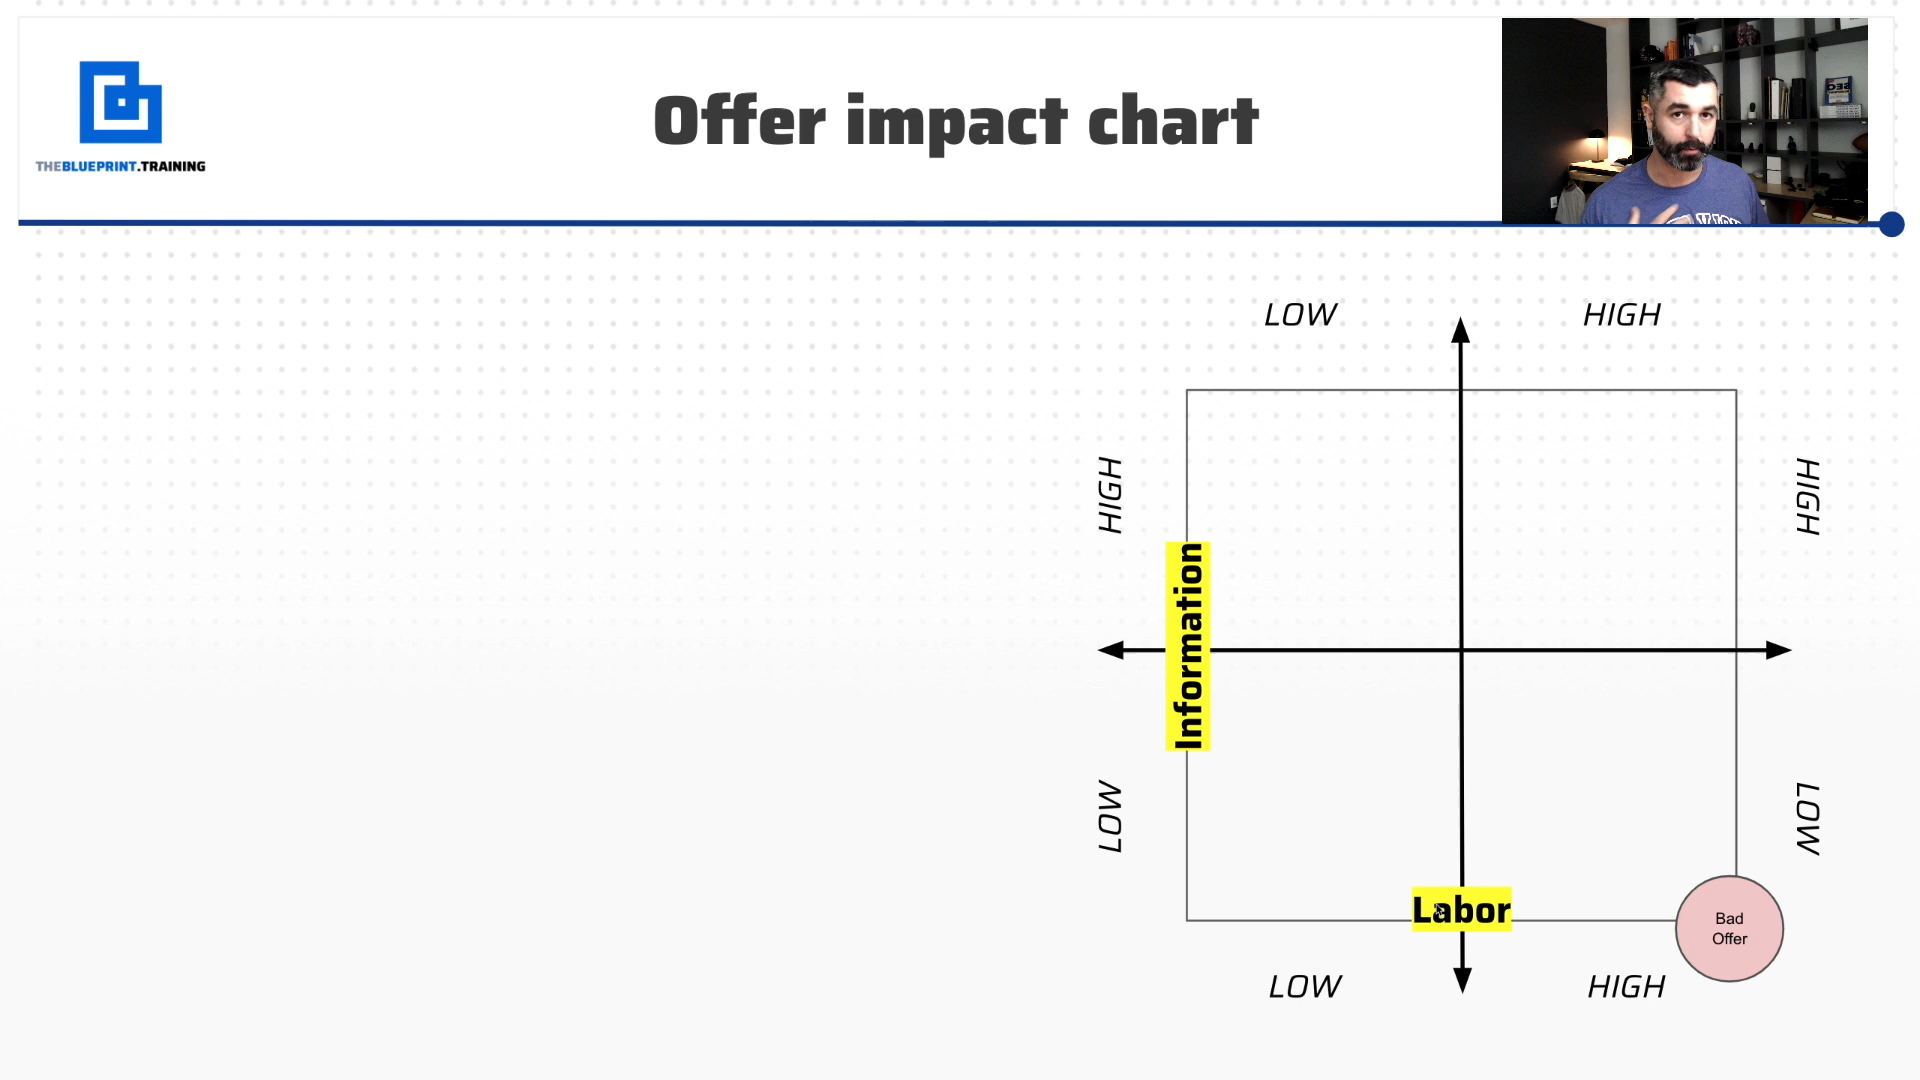 Offer impact chart
THEBLUEPRINT.TRAINING
LOW
HIGH
HIGH
HIGH
Information
Labor
LOW
LOW
Bad
Offer
LOW
HIGH